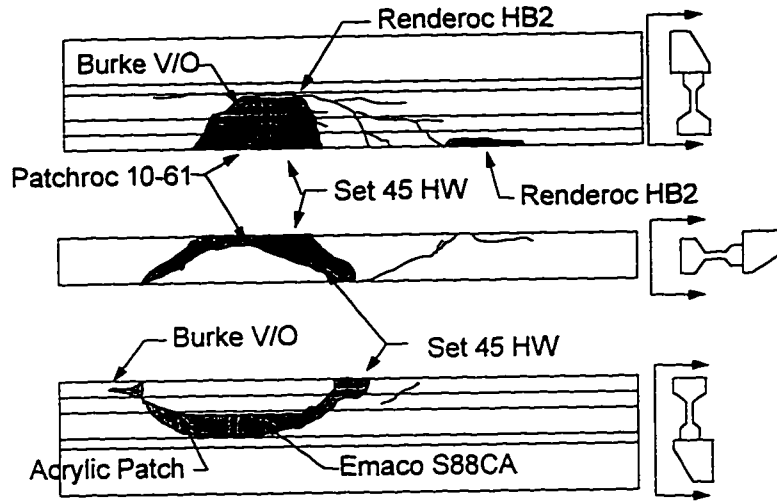 Renderoc HB2
Burke V/O
Patchroc 10-61
Set 45 HW
Renderoc HB2
Burke V/O
Set 45 HW
Acrylic Patch
Emaco S88CA